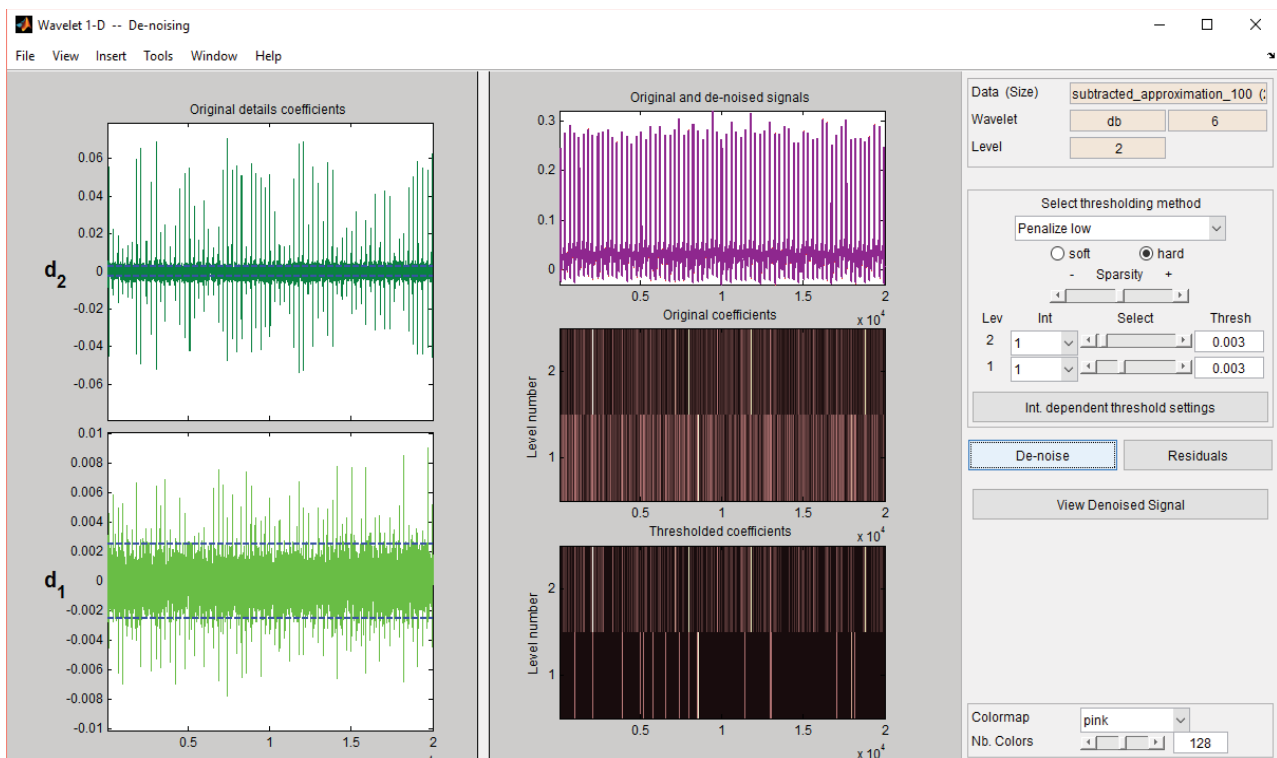 Wavelet 1-D -- De-noising
File View Insert Tools Window Help
Original details coefficients
0.06
0.04
0.02
0
-0.02
-0.04
-0.06
d2
0.01
0.008
0.006
0.004
0.002
0
-0.002
-0.004
-0.006
-0.008
-0.01
d1
0.5 1 1.5 2
Original and de-noised signals
0.3
0.2
0.1
0
0.5 1 1.5 2
x 10^4
Original coefficients
Level number
2
1
0.5 1 1.5 2
x 10^4
Thresholded coefficients
Level number
2
1
0.5 1 1.5 2
x 10^4
Data (Size) subtracted_approximation_100 (
Wavelet db 6
Level 2
Select thresholding method
Penalize low
soft hard
- Sparsity +
Lev Int Select Thresh
2 1 0.003
1 1 0.003
Int. dependent threshold settings
De-noise Residuals
View Denoised Signal
Colormap pink
Nb. Colors 128